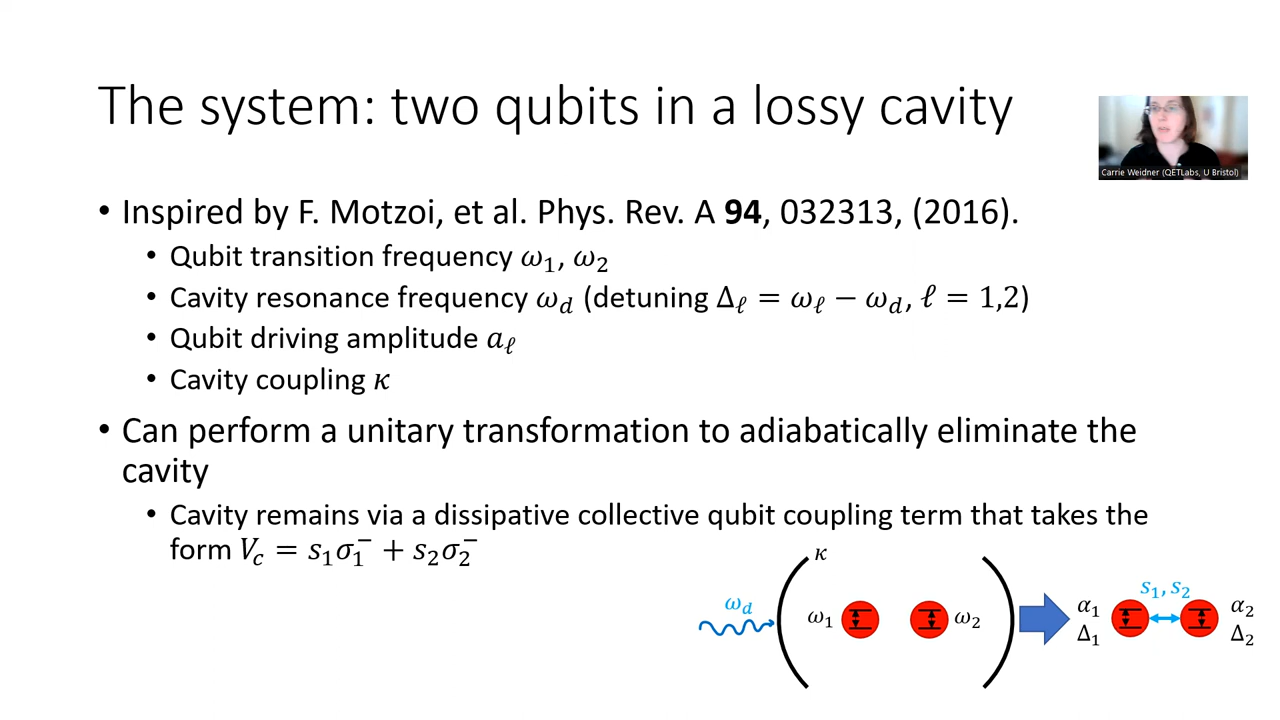 The system: two qubits in a lossy cavity
Carrie Weidner (QETLabs, U Bristol)
• Inspired by F. Motzoi, et al. Phys. Rev. A 94, 032313, (2016).
• Qubit transition frequency ω₁, ω₂
• Cavity resonance frequency ω_d (detuning Δ_ℓ = ω_ℓ − ω_d, ℓ = 1,2)
• Qubit driving amplitude a_ℓ
• Cavity coupling κ
• Can perform a unitary transformation to adiabatically eliminate the
cavity
• Cavity remains via a dissipative collective qubit coupling term that takes the
form V_c = s₁σ₁⁻ + s₂σ₂⁻
κ
ω_d
ω₁
ω₂
s₁, s₂
α₁
Δ₁
α₂
Δ₂